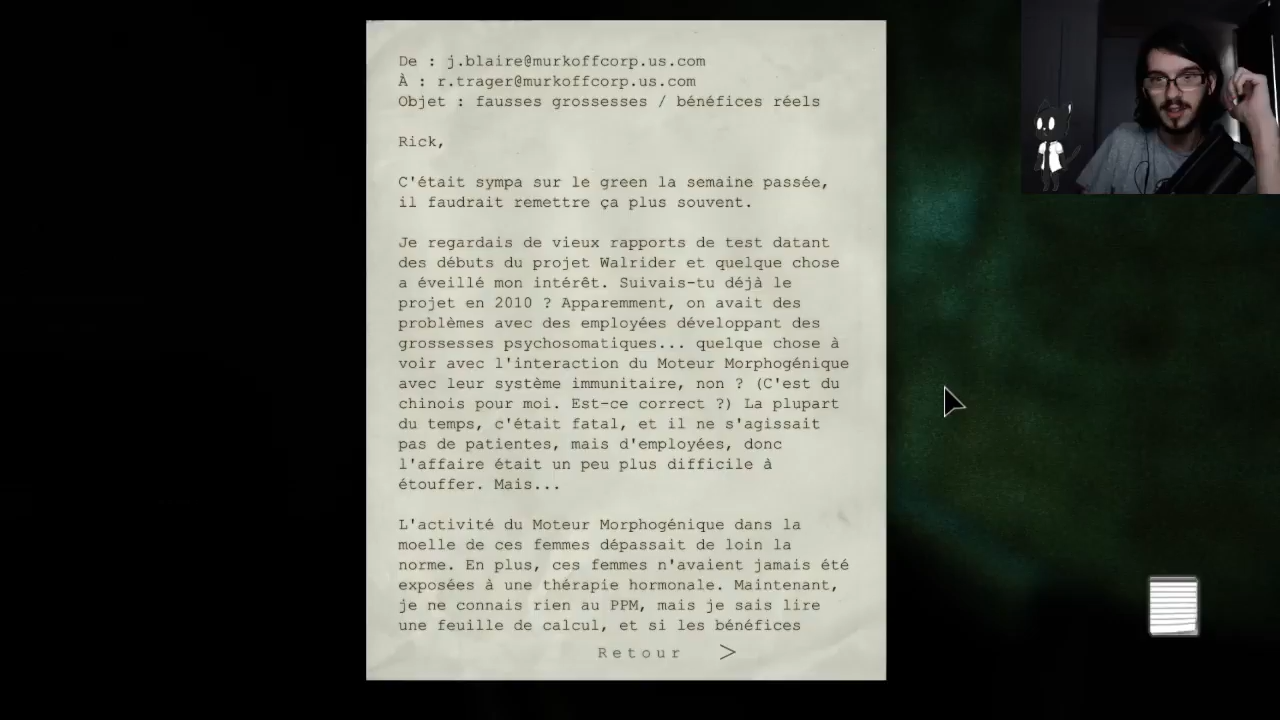 De : j.blaire@murkoffcorp.us.com
À : r.trager@murkoffcorp.us.com
Objet : fausses grossesses / bénéfices réels
Rick,
C'était sympa sur le green la semaine passée,
il faudrait remettre ça plus souvent.
Je regardais de vieux rapports de test datant
des débuts du projet Walrider et quelque chose
a éveillé mon intérêt. Suivais-tu déjà le
projet en 2010 ? Apparemment, on avait des
problèmes avec des employées développant des
grossesses psychosomatiques... quelque chose à
voir avec l'interaction du Moteur Morphogénique
avec leur système immunitaire, non ? (C'est du
chinois pour moi. Est-ce correct ?) La plupart
du temps, c'était fatal, et il ne s'agissait
pas de patientes, mais d'employées, donc
l'affaire était un peu plus difficile à
étouffer. Mais...
L'activité du Moteur Morphogénique dans la
moelle de ces femmes dépassait de loin la
norme. En plus, ces femmes n'avaient jamais été
exposées à une thérapie hormonale. Maintenant,
je ne connais rien au PPM, mais je sais lire
une feuille de calcul, et si les bénéfices
Retour >